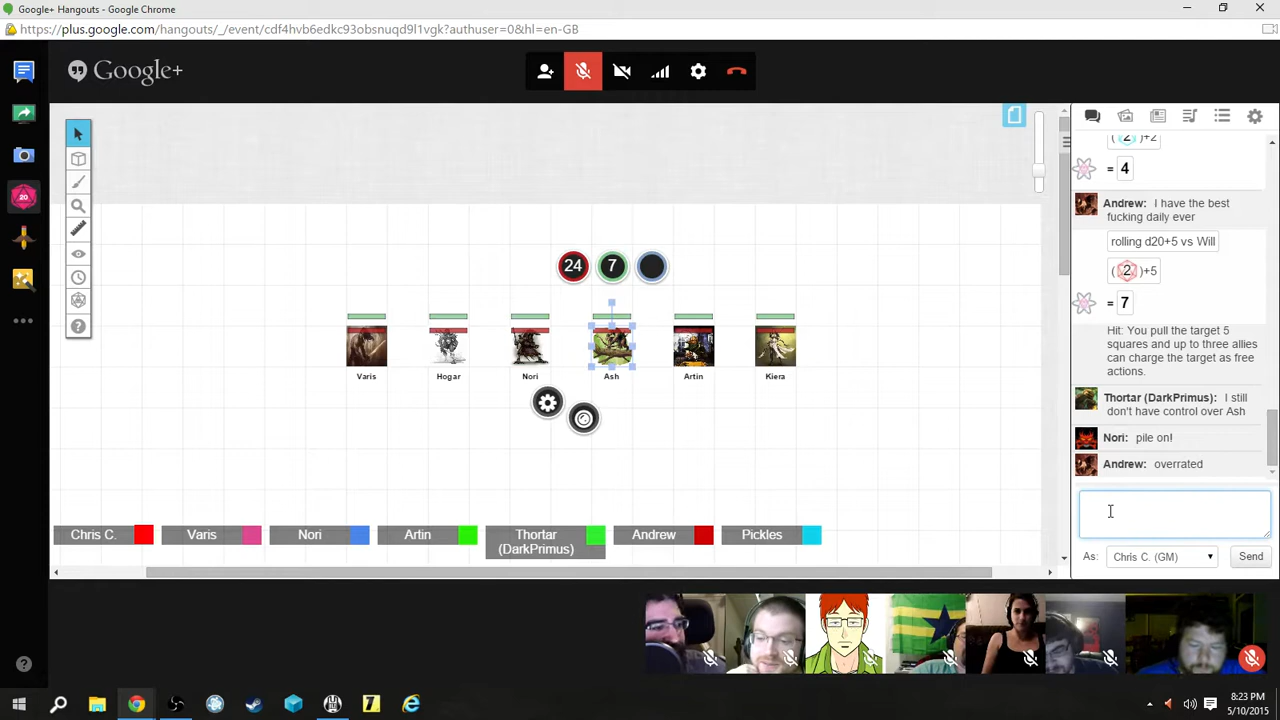 Google+ Hangouts - Google Chrome
https://plus.google.com/hangouts/_/event/cdf4hvb6edkc93obsnuqd9l1vgk?authuser=0&hl=en-GB
Google+
( 2 )+2
= 4
Andrew: I have the best
fucking daily ever
rolling d20+5 vs Will
( 2 )+5
= 7
Hit: You pull the target 5
squares and up to three allies
can charge the target as free
actions.
Thortar (DarkPrimus): I still
don't have control over Ash
Nori: pile on!
Andrew: overrated
As: Chris C. (GM) Send
20
24 7
Varis Hogar Nori Ash Artin Kiera
Chris C. Varis Nori Artin Thortar Andrew Pickles
(DarkPrimus)
8:23 PM
5/10/2015